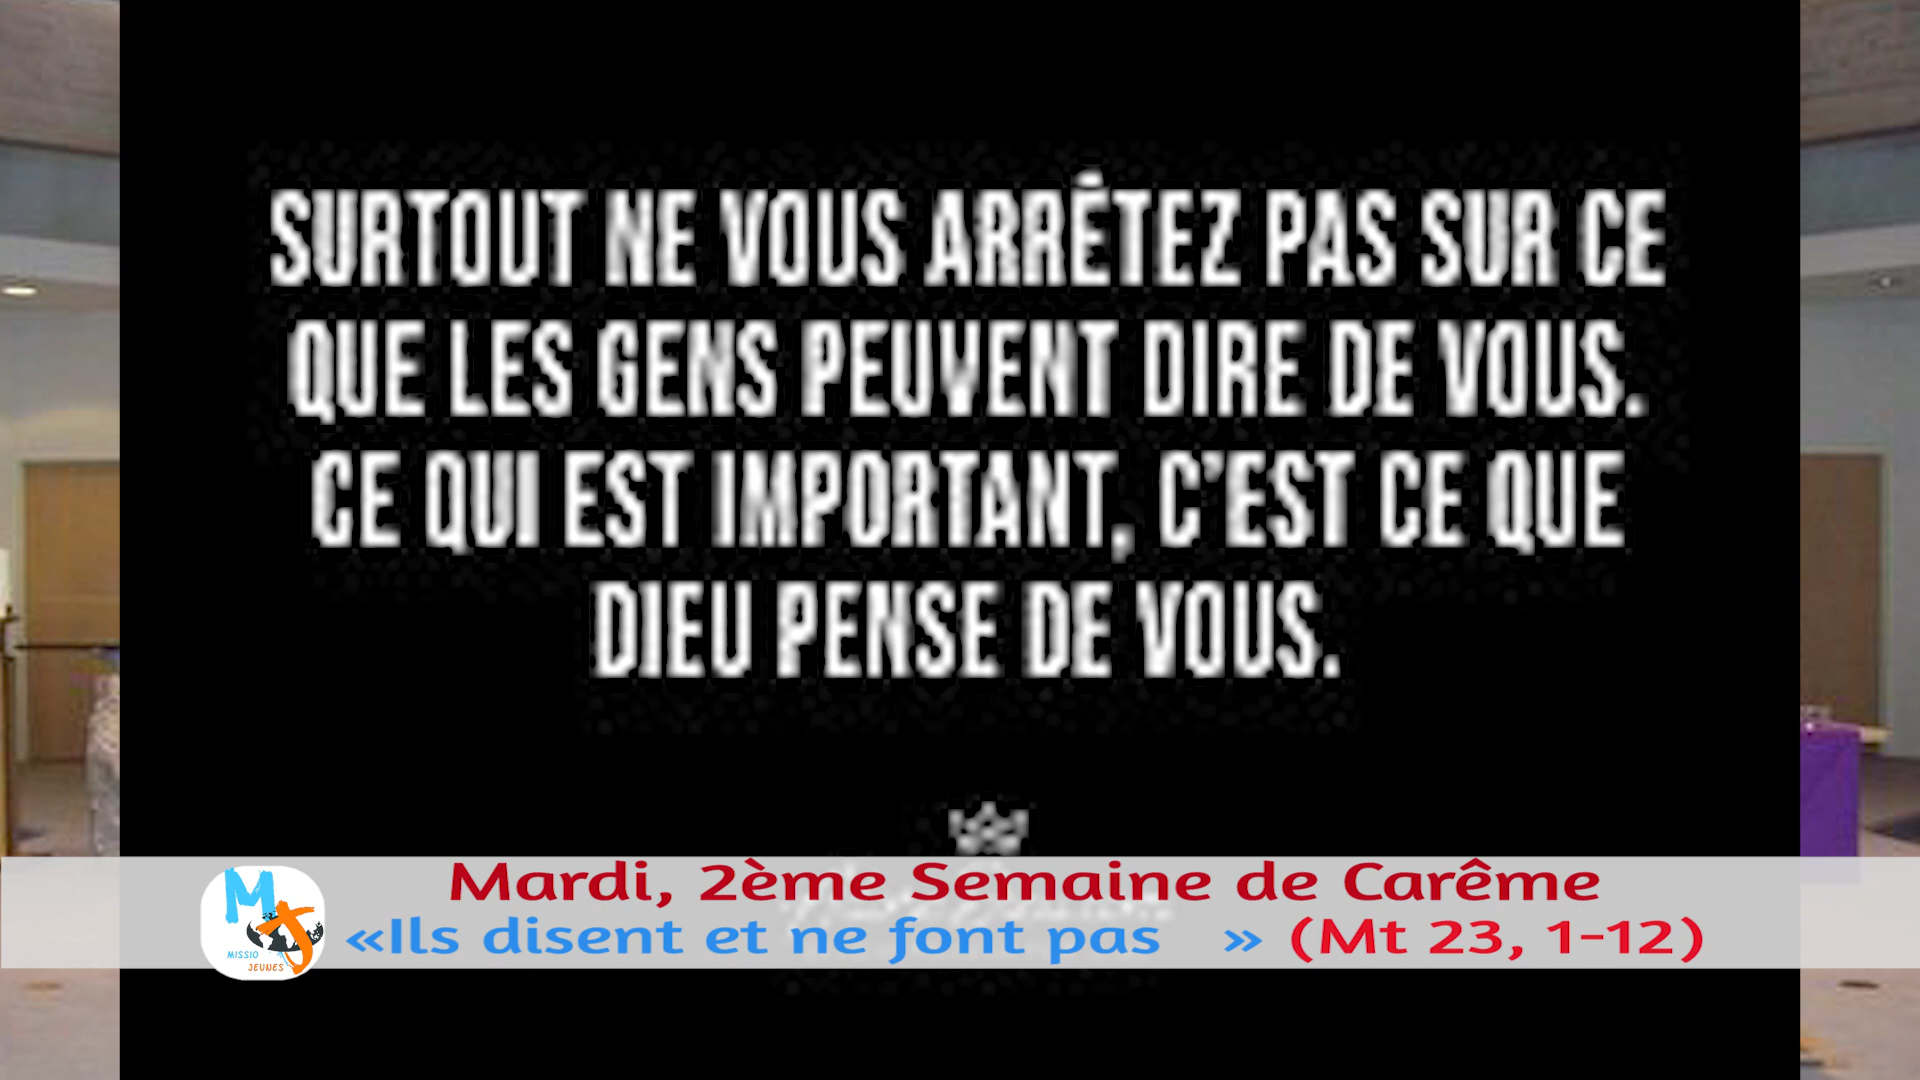 SURTOUT NE VOUS ARRÊTEZ PAS SUR CE
QUE LES GENS PEUVENT DIRE DE VOUS.
CE QUI EST IMPORTANT, C'EST CE QUE
DIEU PENSE DE VOUS.
Mardi, 2ème Semaine de Carême
«Ils disent et ne font pas » (Mt 23, 1-12)
MJ
MISSIO
JEUNES